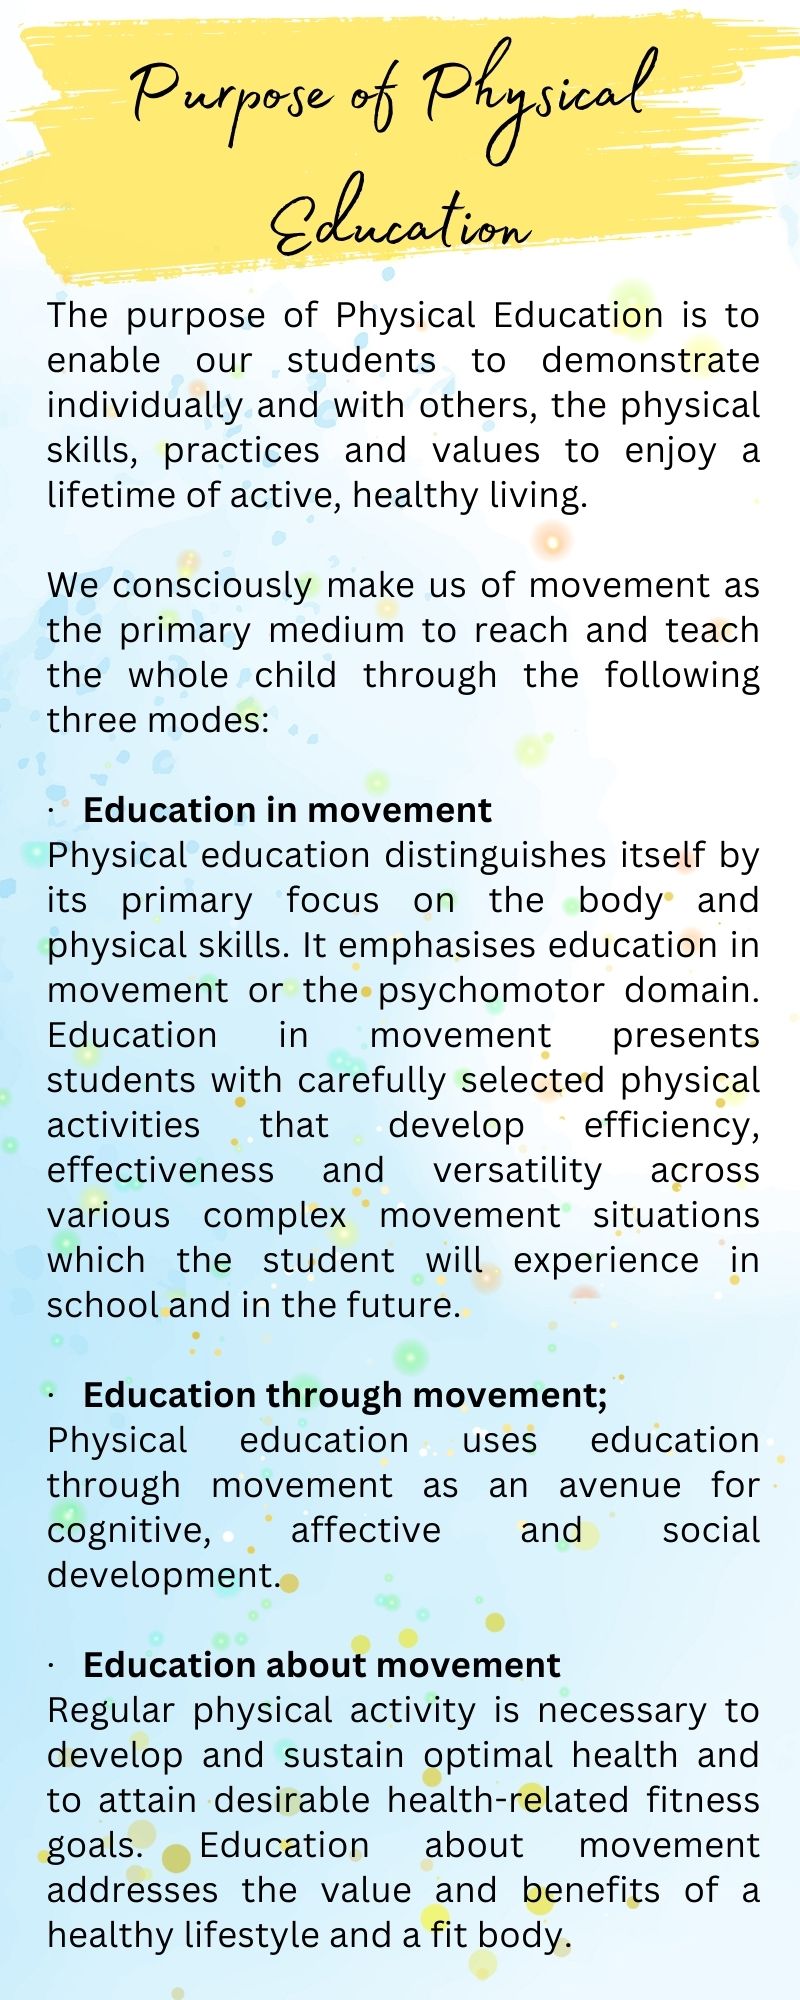 Purpose of Physical
Education
The purpose of Physical Education is to
enable our students to demonstrate
individually and with others, the physical
skills, practices and values to enjoy a
lifetime of active, healthy living.
We consciously make us of movement as
the primary medium to reach and teach
the whole child through the following
three modes:
· Education in movement
Physical education distinguishes itself by
its primary focus on the body and
physical skills. It emphasises education in
movement or the psychomotor domain.
Education in movement presents
students with carefully selected physical
activities that develop efficiency,
effectiveness and versatility across
various complex movement situations
which the student will experience in
school and in the future.
· Education through movement;
Physical education uses education
through movement as an avenue for
cognitive, affective and social
development.
· Education about movement
Regular physical activity is necessary to
develop and sustain optimal health and
to attain desirable health-related fitness
goals. Education about movement
addresses the value and benefits of a
healthy lifestyle and a fit body.